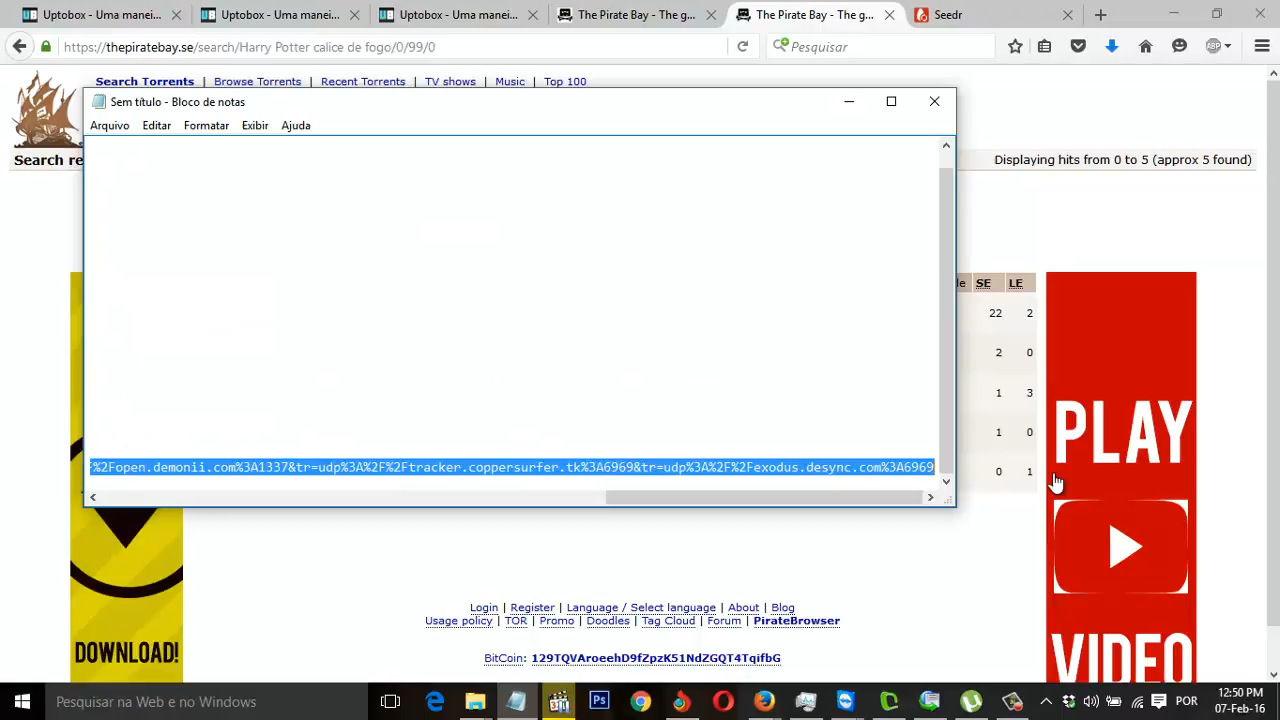 Uptobox - Uma manei...
Uptobox - Uma manei...
Uptobox - Uma manei...
The Pirate Bay - The g...
The Pirate Bay - The g...
Seedr
https://thepiratebay.se/search/Harry Potter calice de fogo/0/99/0
Pesquisar
ABP
Search Torrents | Browse Torrents | Recent Torrents | TV shows | Music | Top 100
Sem título - Bloco de notas
Arquivo Editar Formatar Exibir Ajuda
Search re
Displaying hits from 0 to 5 (approx 5 found)
de SE LE
22 2
2 0
1 3
1 0
0 1
%2Fopen.demonii.com%3A1337&tr=udp%3A%2F%2Ftracker.coppersurfer.tk%3A6969&tr=udp%3A%2F%2Fexodus.desync.com%3A6969
PLAY
VIDEO
DOWNLOAD!
Login | Register | Language / Select language | About | Blog
Usage policy | TOR | Promo | Doodles | Tag Cloud | Forum | PirateBrowser
BitCoin: 129TQVAroeehD9fZpzK51NdZGQT4TqifbG
Pesquisar na Web e no Windows
Ps
POR
12:50 PM
07-Feb-16